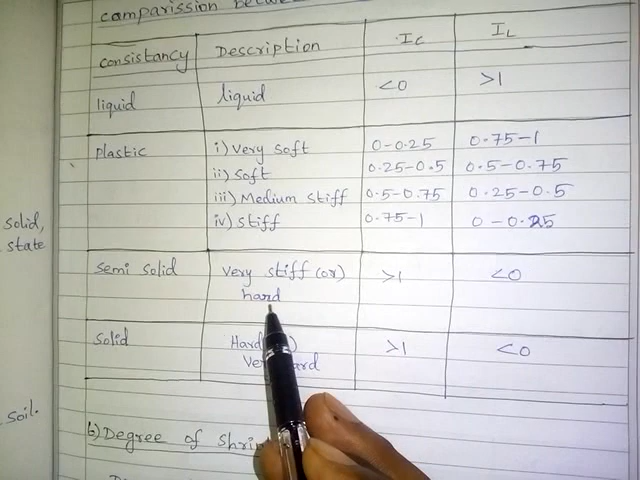 comparission between
consistancy Description Ic IL
liquid liquid <0 >1
plastic i) Very soft 0-0.25 0.75-1
ii) soft 0.25-0.5 0.5-0.75
iii) Medium stiff 0.5-0.75 0.25-0.5
iv) stiff 0.75-1 0-0.25
solid,
state
semi solid Very stiff (or) >1 <0
hard
solid Hard >1 <0
soil.
6) Degree of